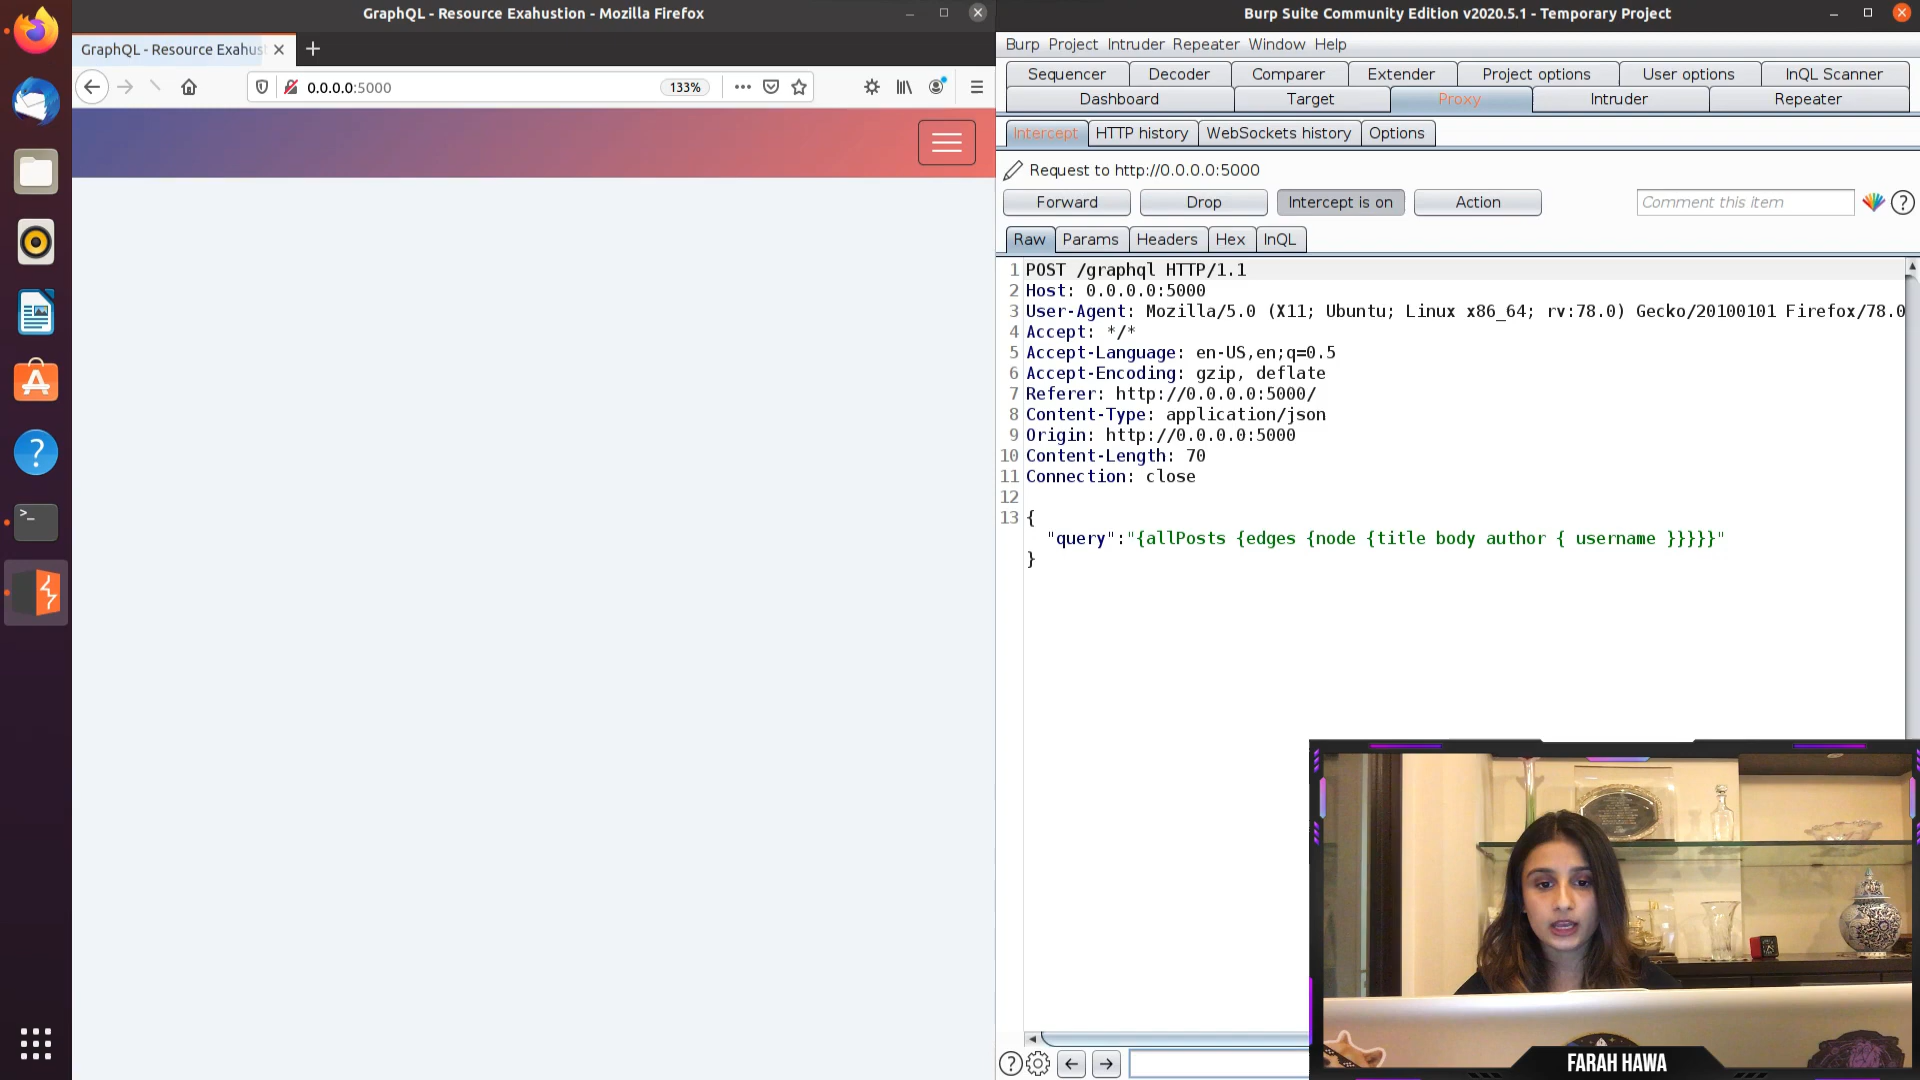 GraphQL - Resource Exahustion - Mozilla Firefox
GraphQL - Resource Exahus
0.0.0.0:5000
133%
Burp Suite Community Edition v2020.5.1 - Temporary Project
Burp Project Intruder Repeater Window Help
Sequencer Decoder Comparer Extender Project options User options InQL Scanner
Dashboard Target Proxy Intruder Repeater
Intercept HTTP history WebSockets history Options
Request to http://0.0.0.0:5000
Forward Drop Intercept is on Action Comment this item
Raw Params Headers Hex InQL
1 POST /graphql HTTP/1.1
2 Host: 0.0.0.0:5000
3 User-Agent: Mozilla/5.0 (X11; Ubuntu; Linux x86_64; rv:78.0) Gecko/20100101 Firefox/78.0
4 Accept: */*
5 Accept-Language: en-US,en;q=0.5
6 Accept-Encoding: gzip, deflate
7 Referer: http://0.0.0.0:5000/
8 Content-Type: application/json
9 Origin: http://0.0.0.0:5000
10 Content-Length: 70
11 Connection: close
12
13 {
"query":"{allPosts {edges {node {title body author { username }}}}}"
}
FARAH HAWA